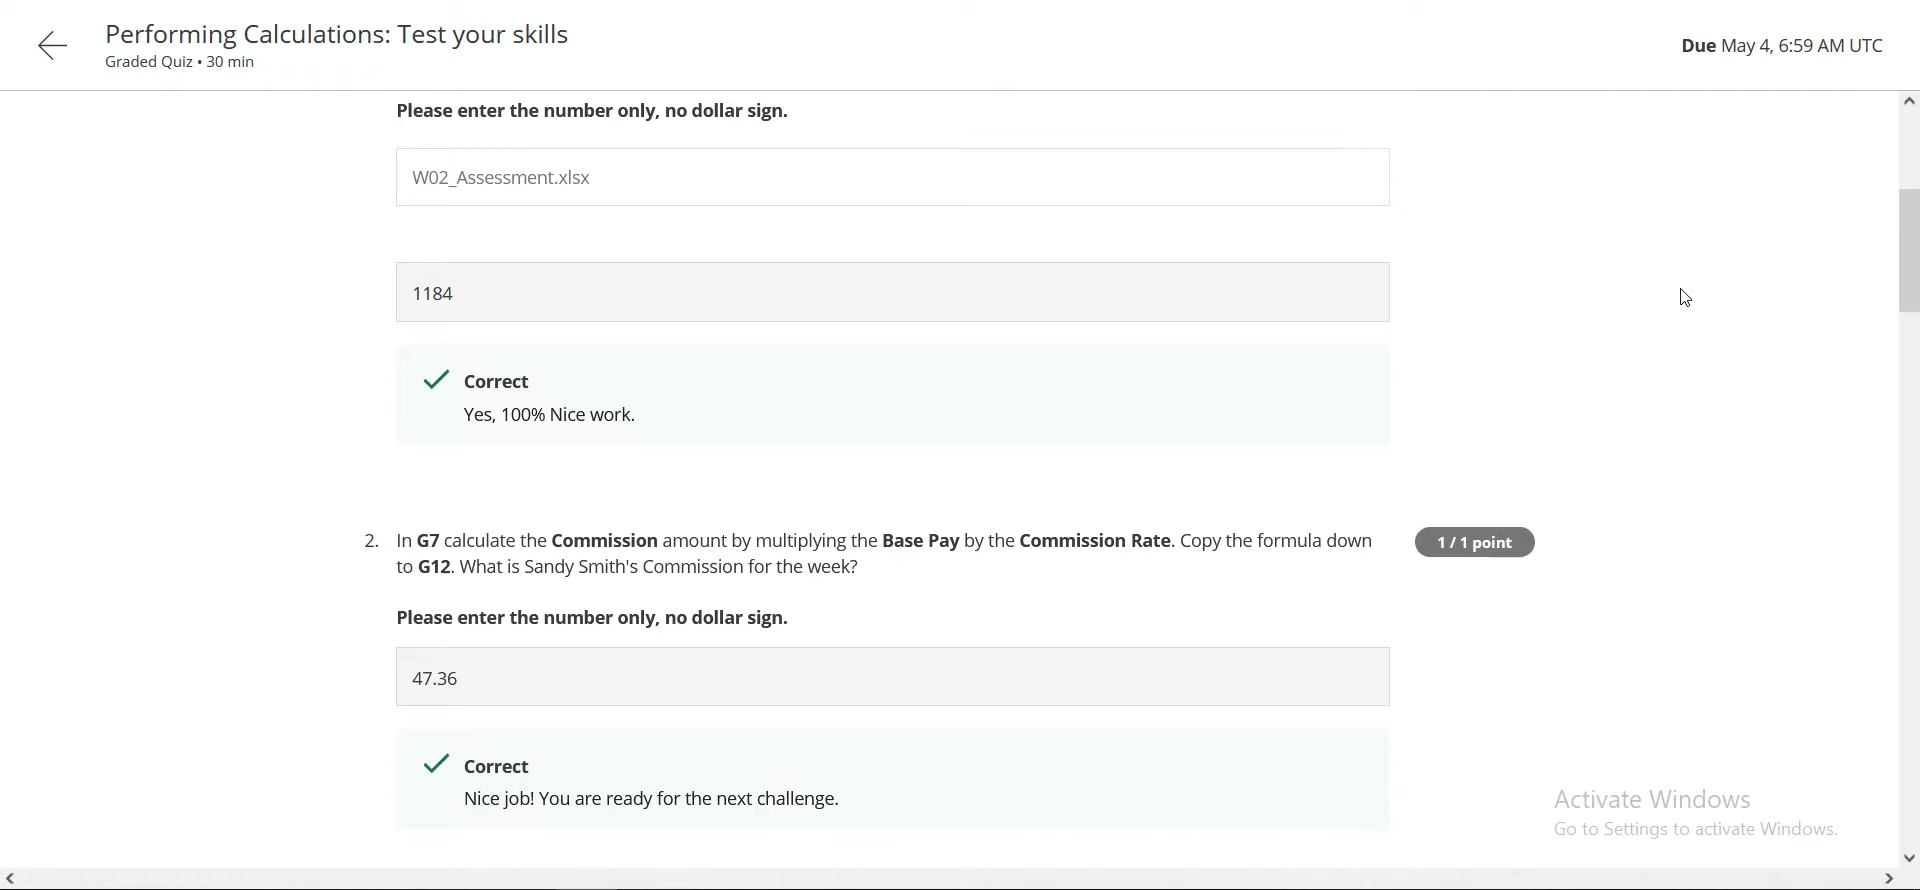 Performing Calculations: Test your skills
Graded Quiz • 30 min
Due May 4, 6:59 AM UTC
Please enter the number only, no dollar sign.
W02_Assessment.xlsx
1184
Correct
Yes, 100% Nice work.
2. In G7 calculate the Commission amount by multiplying the Base Pay by the Commission Rate. Copy the formula down
to G12. What is Sandy Smith's Commission for the week?
1 / 1 point
Please enter the number only, no dollar sign.
47.36
Correct
Nice job! You are ready for the next challenge.
Activate Windows
Go to Settings to activate Windows.